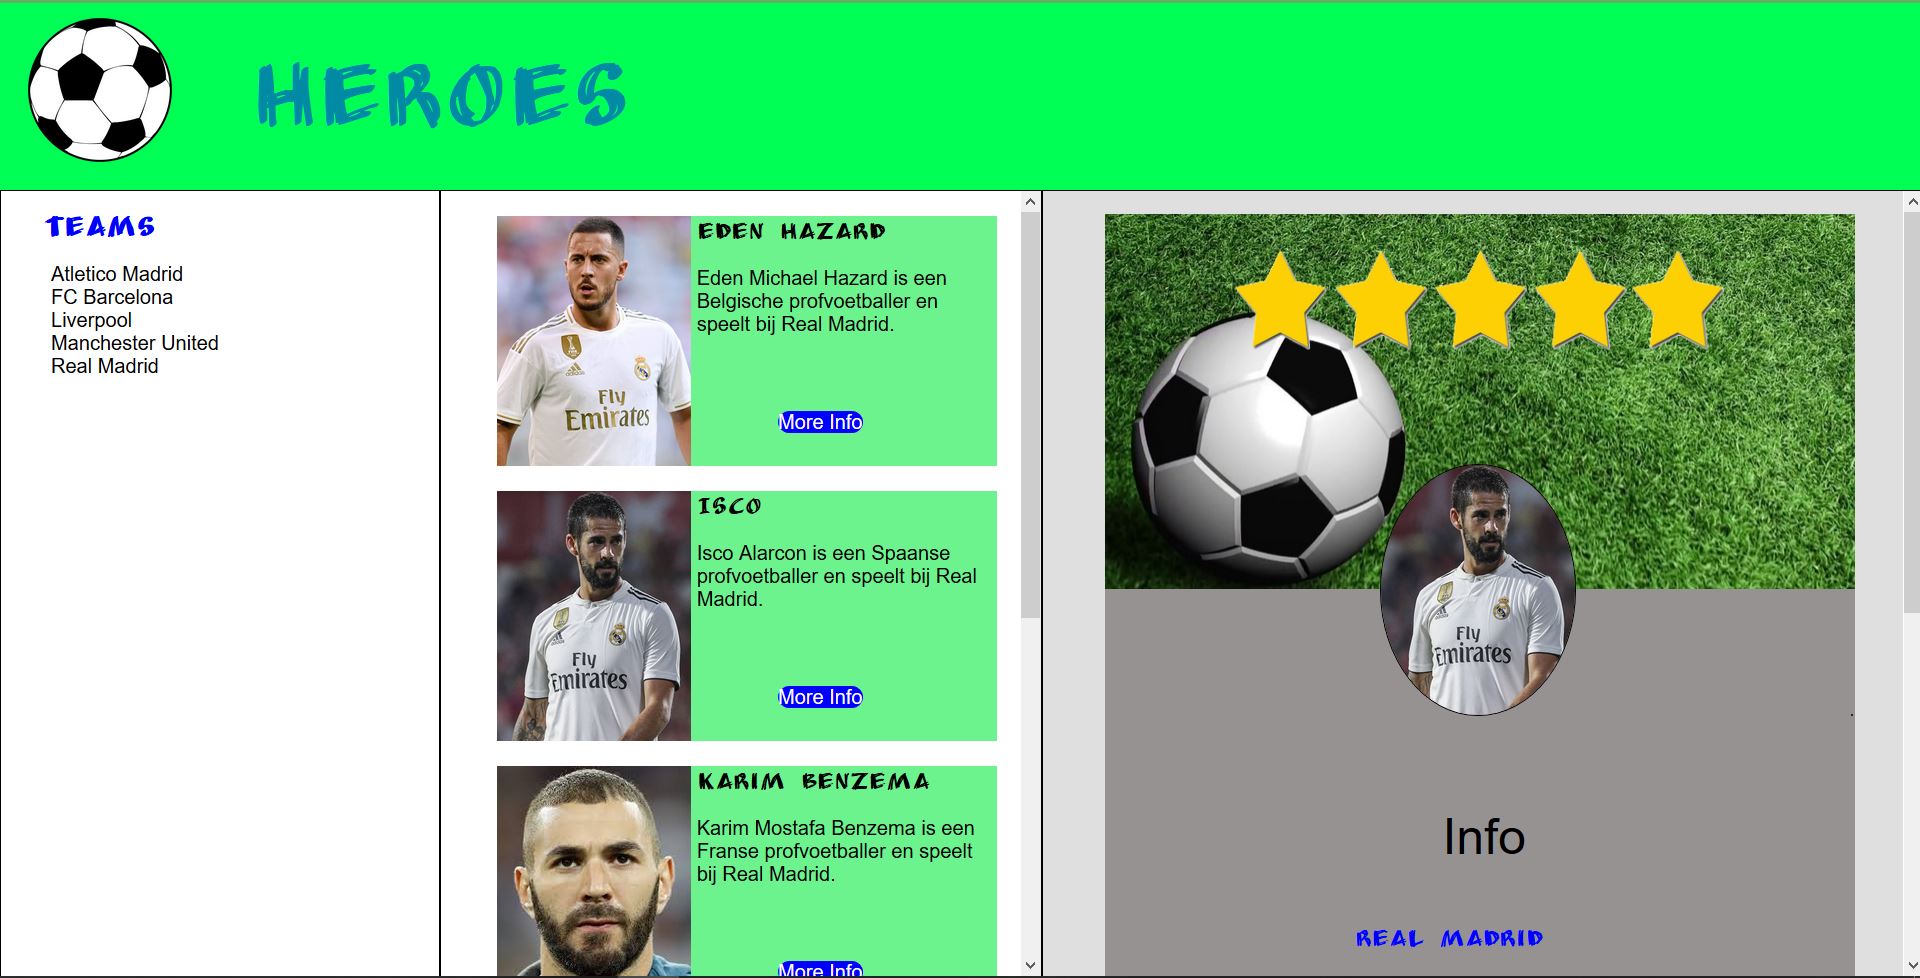 HEROES
TEAMS
Atletico Madrid
FC Barcelona
Liverpool
Manchester United
Real Madrid
EDEN HAZARD
Eden Michael Hazard is een
Belgische profvoetballer en
speelt bij Real Madrid.
More Info
Fly
Emirates
adidas
ISCO
Isco Alarcon is een Spaanse
profvoetballer en speelt bij Real
Madrid.
More Info
Fly
Emirates
KARIM BENZEMA
Karim Mostafa Benzema is een
Franse profvoetballer en speelt
bij Real Madrid.
More Info
Fly
Emirates
Info
REAL MADRID